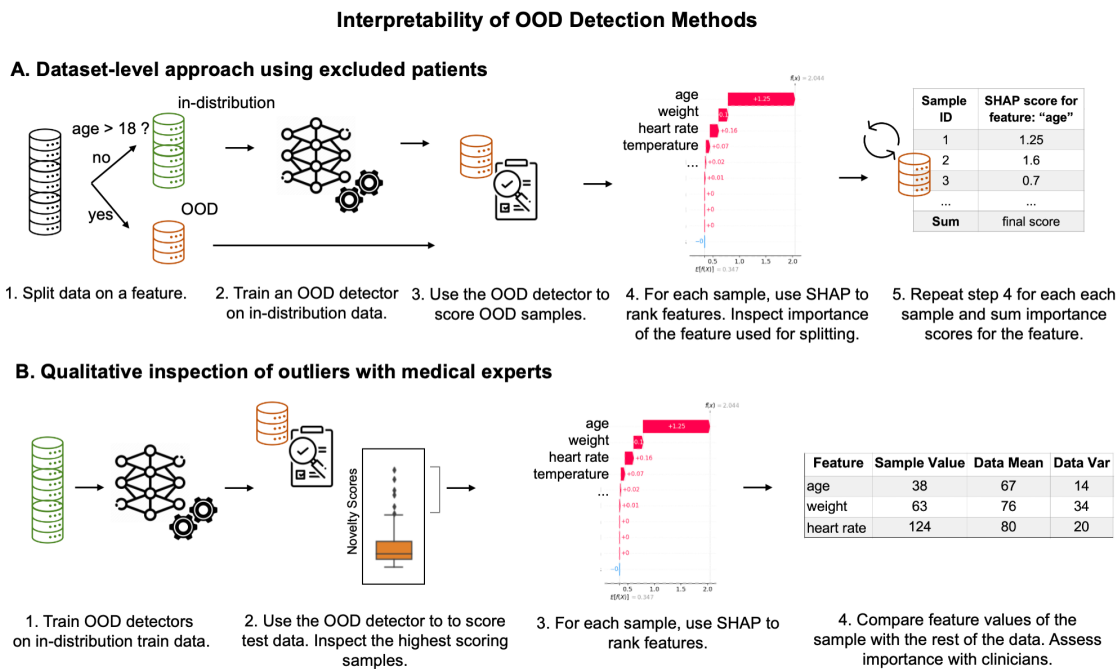 Interpretability of OOD Detection Methods
A. Dataset-level approach using excluded patients
in-distribution
age > 18 ?
no
yes
OOD
f(x) = 2.044
age
weight
heart rate
temperature
...
+1.25
+0.16
+0.07
+0.02
+0.01
+0
+0
+0
−0
0.5 1.0 1.5 2.0
E[f(X)] = 0.347
Sample ID SHAP score for feature: “age”
1 1.25
2 1.6
3 0.7
... ...
Sum final score
1. Split data on a feature.
2. Train an OOD detector
on in-distribution data.
3. Use the OOD detector to
score OOD samples.
4. For each sample, use SHAP to
rank features. Inspect importance
of the feature used for splitting.
5. Repeat step 4 for each each
sample and sum importance
scores for the feature.
B. Qualitative inspection of outliers with medical experts
Novelty Scores
f(x) = 2.044
age
weight
heart rate
temperature
...
+1.25
+0.16
+0.07
+0.02
+0.01
+0
+0
+0
−0
0.5 1.0 1.5 2.0
E[f(X)] = 0.347
Feature Sample Value Data Mean Data Var
age 38 67 14
weight 63 76 34
heart rate 124 80 20
1. Train OOD detectors
on in-distribution train data.
2. Use the OOD detector to to score
test data. Inspect the highest scoring
samples.
3. For each sample, use SHAP to
rank features.
4. Compare feature values of the
sample with the rest of the data. Assess
importance with clinicians.